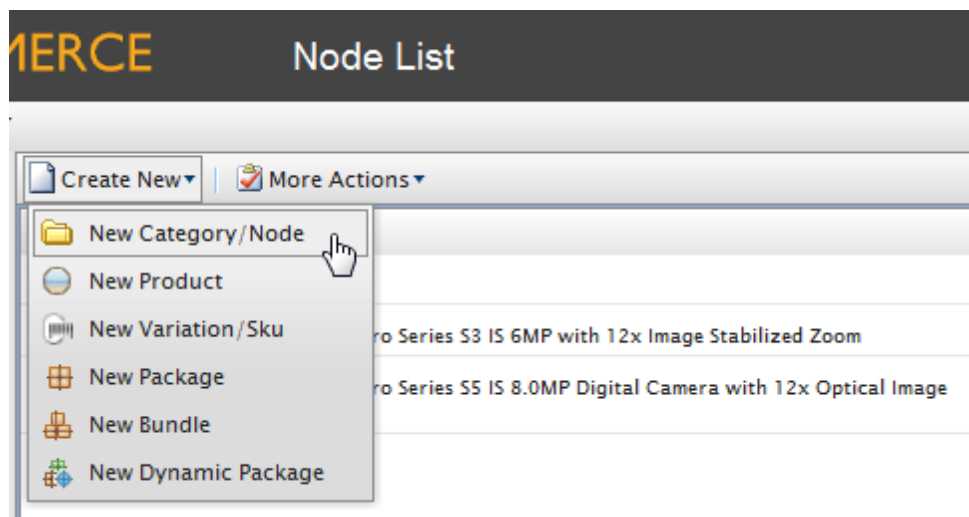 MERCE Node List
Create New More Actions
New Category/Node
New Product
New Variation/Sku
ro Series S3 IS 6MP with 12x Image Stabilized Zoom
New Package
ro Series S5 IS 8.0MP Digital Camera with 12x Optical Image
New Bundle
New Dynamic Package